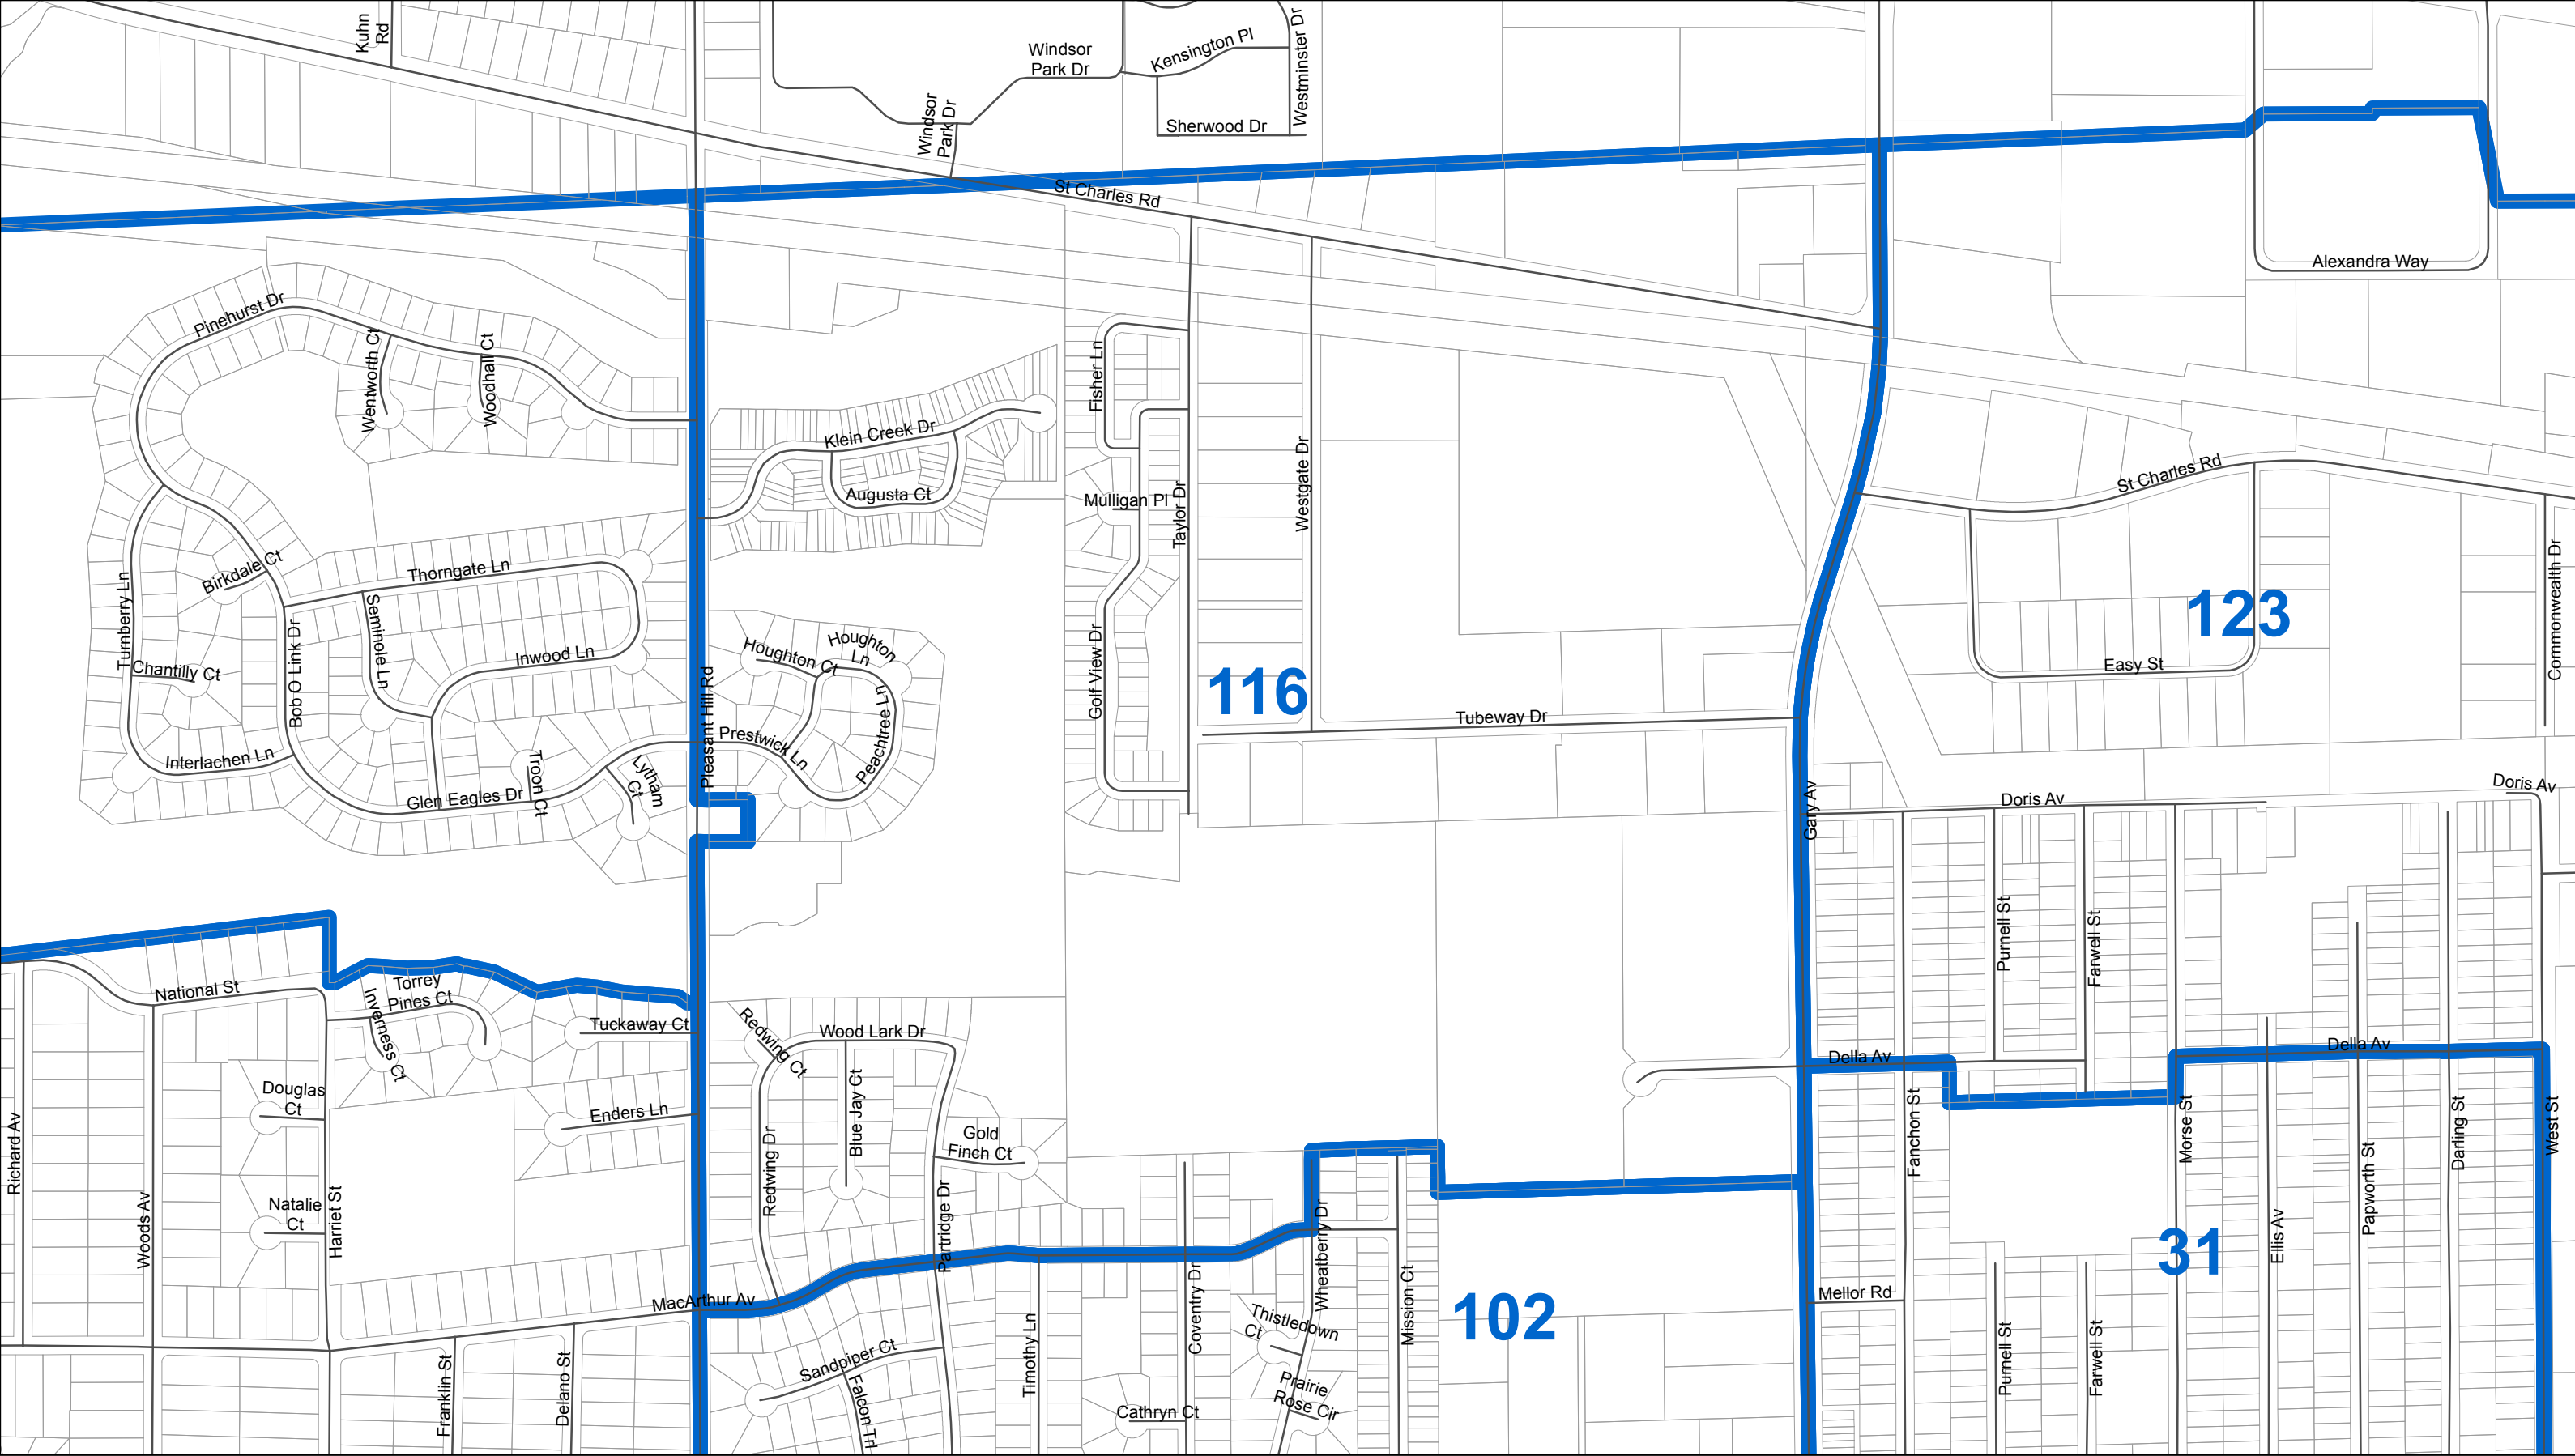 Kuhn
Rd
Windsor
Park Dr
Kensington Pl
Westminster Dr
Windsor
Park Dr
Sherwood Dr
St Charles Rd
Alexandra Way
Pinehurst Dr
Wentworth Ct
Woodhall Ct
Fisher Ln
Klein Creek Dr
Augusta Ct
Mulligan Pl
Taylor Dr
Westgate Dr
St Charles Rd
Commonwealth Dr
Birkdale Ct
Thorngate Ln
Turnberry Ln
Seminole Ln
Bob O Link Dr
Inwood Ln
Chantilly Ct
Houghton Ct
Houghton
Ln
Peachtree Ln
Pleasant Hill Rd
Golf View Dr
116
123
Easy St
Tubeway Dr
Prestwick Ln
Interlachen Ln
Troon Ct
Lytham
Ct
Glen Eagles Dr
Gary Av
Doris Av
Doris Av
Purnell St
Farwell St
National St
Torrey
Pines Ct
Inverness Ct
Tuckaway Ct
Redwing Ct
Wood Lark Dr
Della Av
Della Av
Douglas
Ct
Enders Ln
Blue Jay Ct
Redwing Dr
Gold
Finch Ct
Richard Av
Woods Av
Natalie
Ct
Harriet St
Partridge Dr
Fanchon St
Morse St
Darling St
West St
Papworth St
Ellis Av
31
Wheatberry Dr
Coventry Dr
Mission Ct
102
Mellor Rd
MacArthur Av
Thistledown
Ct
Timothy Ln
Sandpiper Ct
Falcon Trl
Franklin St
Delano St
Prairie
Rose Cir
Cathryn Ct
Purnell St
Farwell St